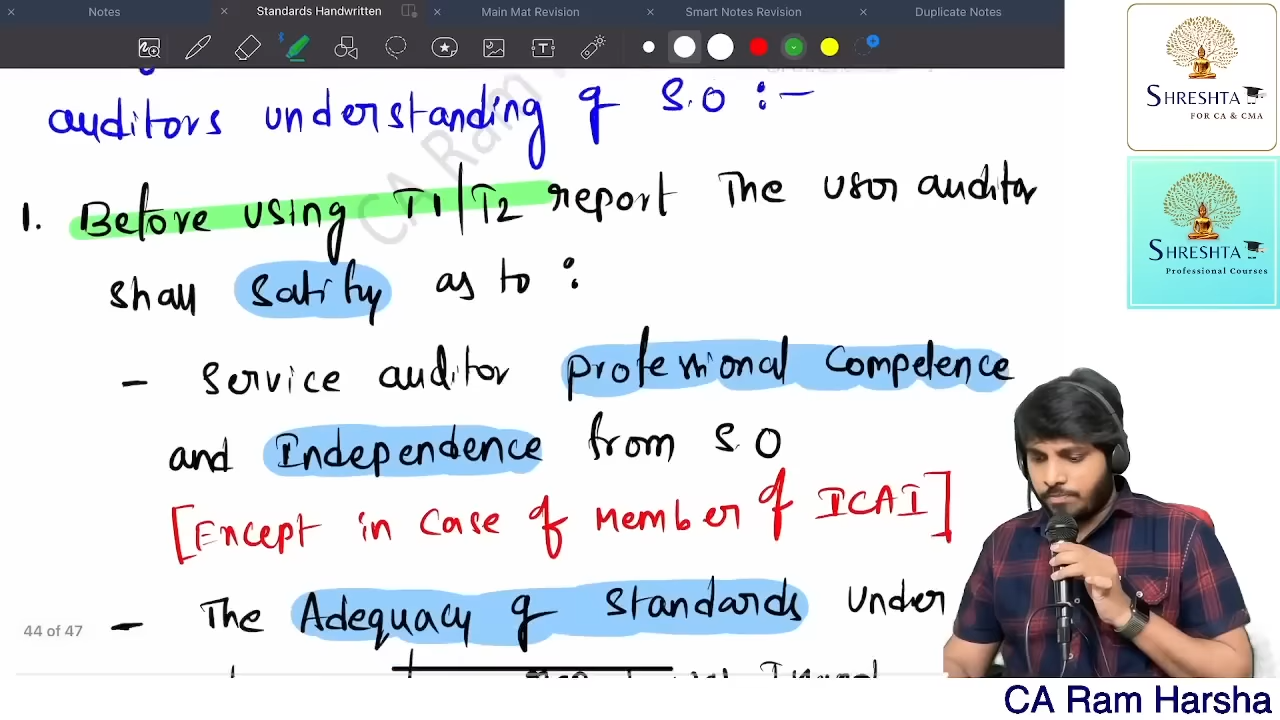 Notes
Standards Handwritten
Main Mat Revision
Smart Notes Revision
Duplicate Notes
SHRESHTA
FOR CA & CMA
SHRESHTA
Professional Courses
CA Ram
auditors understanding of S.O :-
1. Before using T1/T2 report The user auditor
shall satisfy as to :
- Service auditor professional competence
and Independence from S.O
[Except in case of member of ICAI]
- The Adequacy of standards under
44 of 47
CA Ram Harsha